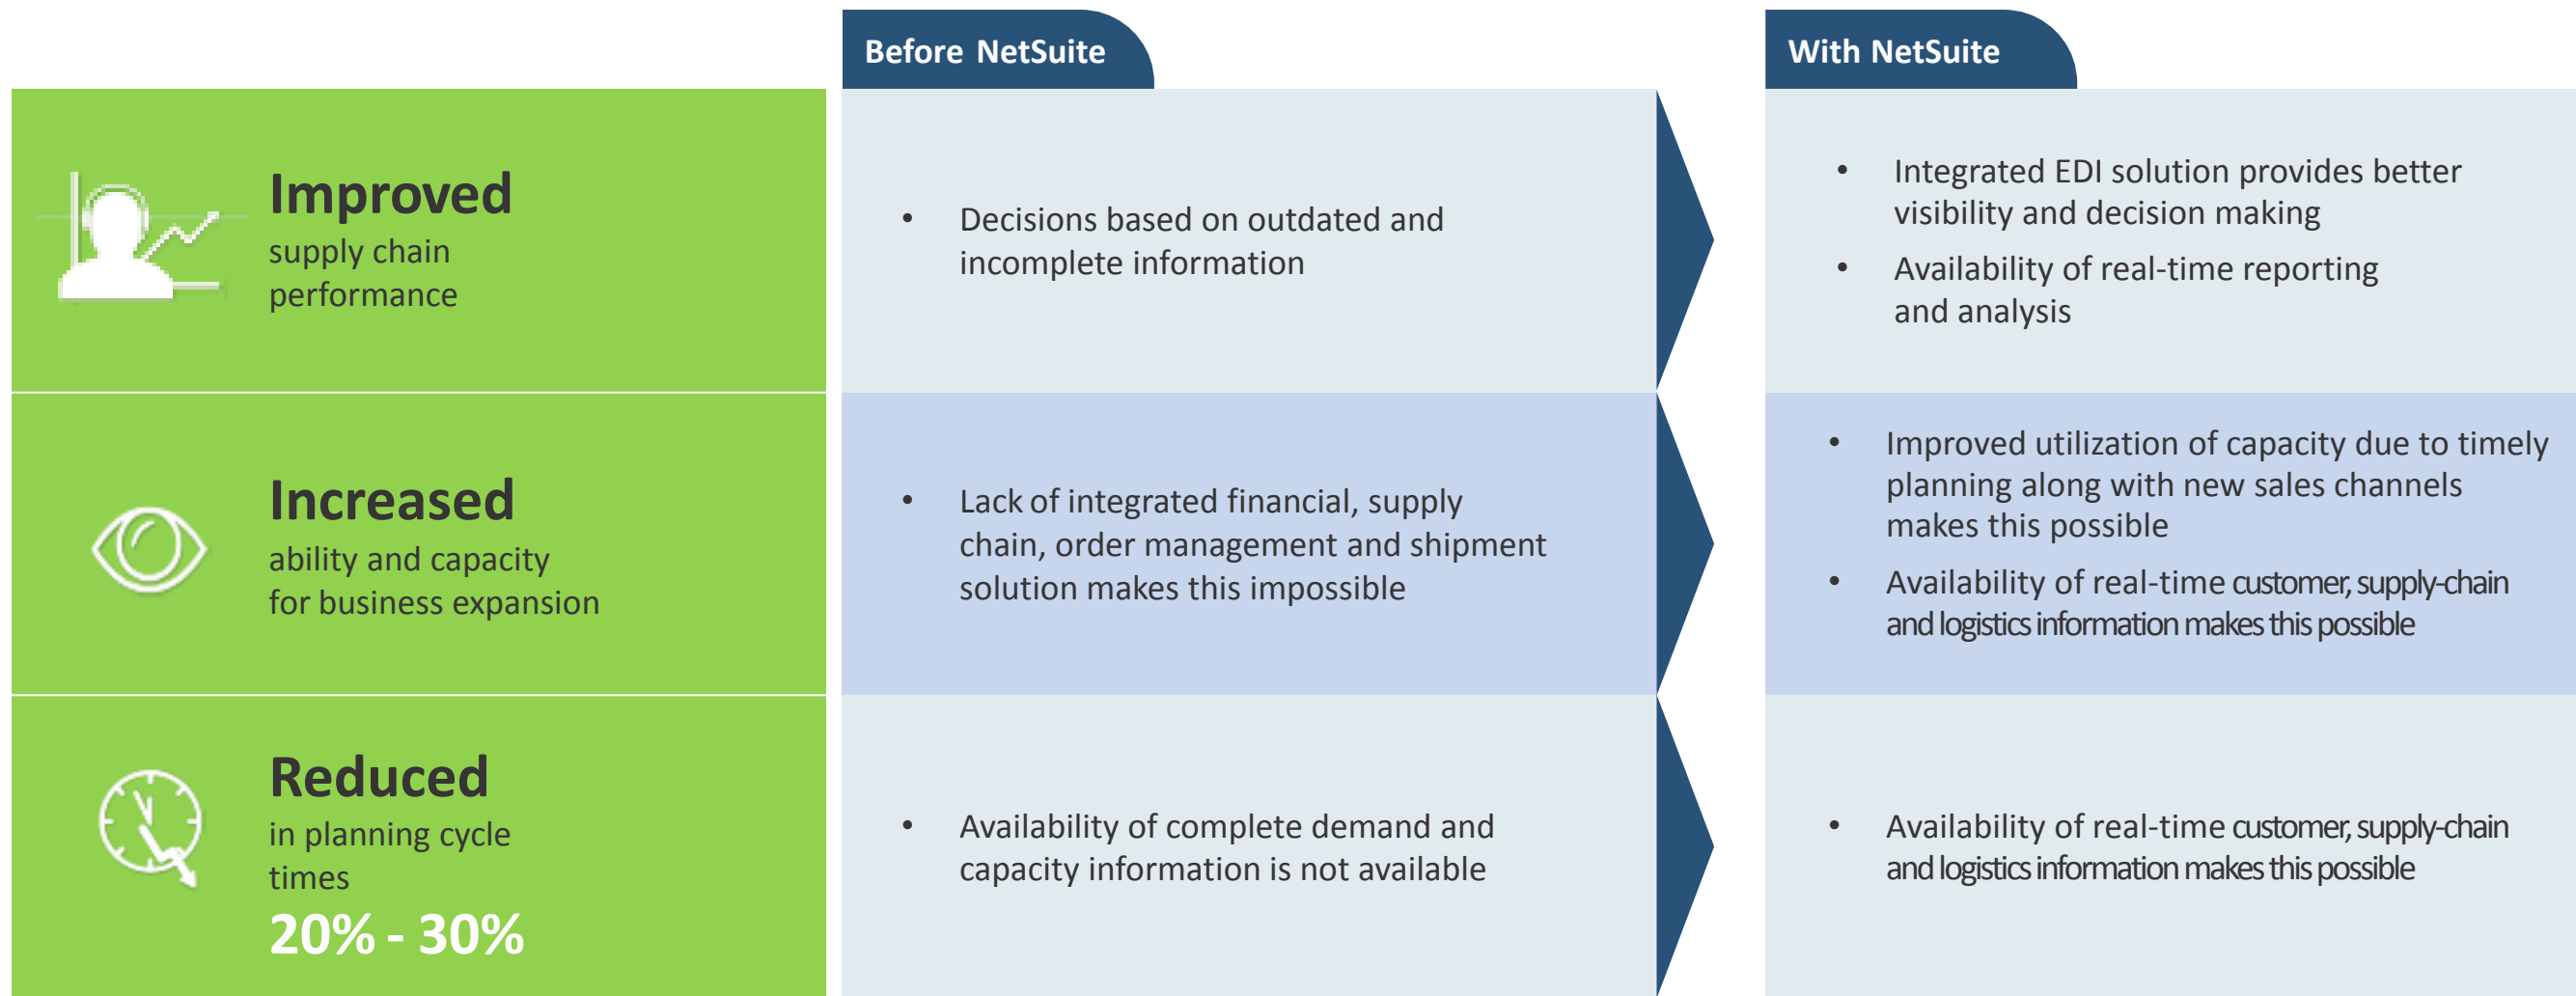 Before NetSuite
With NetSuite
Improved
supply chain
performance
• Decisions based on outdated and
incomplete information
• Integrated EDI solution provides better
visibility and decision making
• Availability of real-time reporting
and analysis
Increased
ability and capacity
for business expansion
• Lack of integrated financial, supply
chain, order management and shipment
solution makes this impossible
• Improved utilization of capacity due to timely
planning along with new sales channels
makes this possible
• Availability of real-time customer, supply-chain
and logistics information makes this possible
Reduced
in planning cycle
times
20% - 30%
• Availability of complete demand and
capacity information is not available
• Availability of real-time customer, supply-chain
and logistics information makes this possible